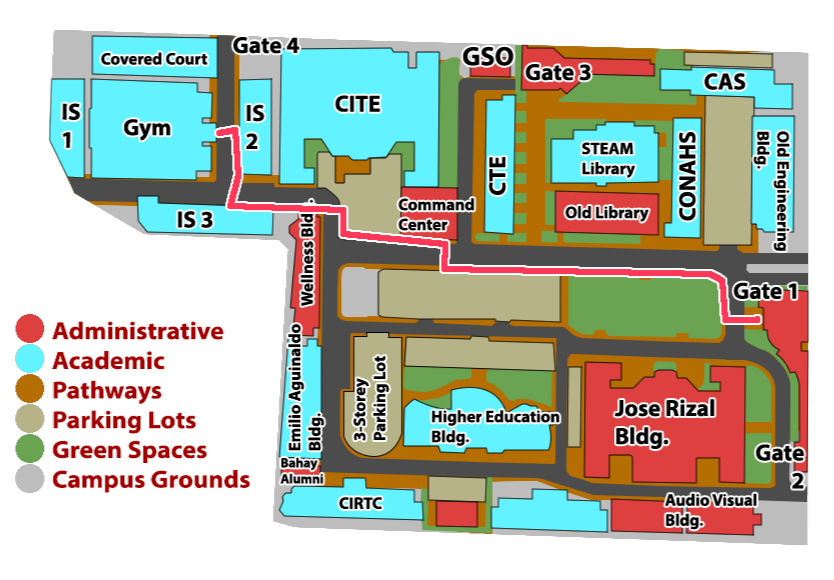 Gate 4
Covered Court
GSO
Gate 3
CAS
IS
1
Gym
IS
2
CITE
CTE
STEAM
Library
CONAHS
Old Engineering
Bldg.
Old Library
IS 3
Command
Center
Wellness Bld.
Gate 1
Administrative
Academic
Pathways
Parking Lots
Green Spaces
Campus Grounds
Emilio Aguinaldo
Bldg.
3-Storey
Parking Lot
Higher Education
Bldg.
Jose Rizal
Bldg.
Gate
2
Bahay
Alumni
CIRTC
Audio Visual
Bldg.